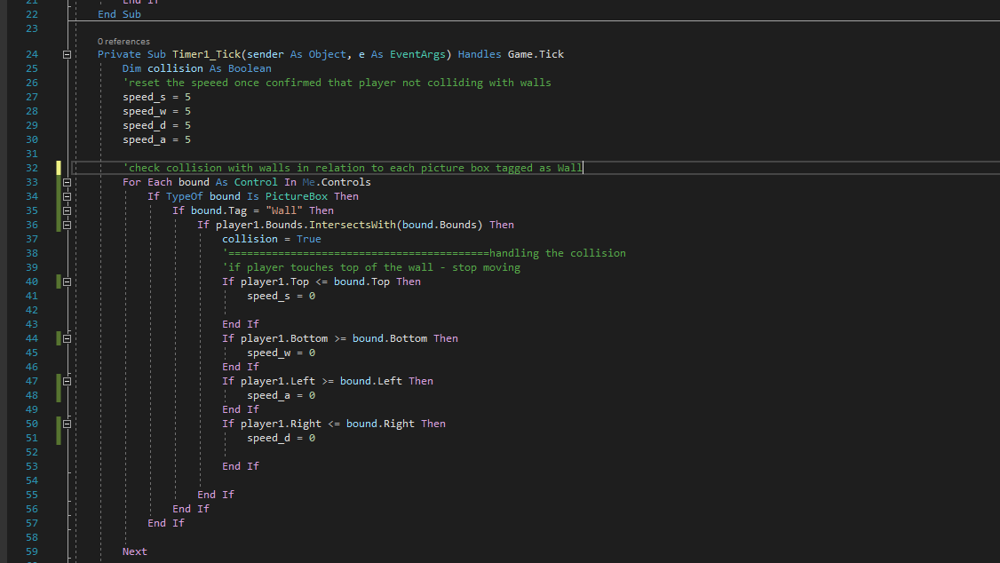 21 End If
22 End Sub
23
0 references
24 Private Sub Timer1_Tick(sender As Object, e As EventArgs) Handles Game.Tick
25 Dim collision As Boolean
26 'reset the speeed once confirmed that player not colliding with walls
27 speed_s = 5
28 speed_w = 5
29 speed_d = 5
30 speed_a = 5
31
32 'check collision with walls in relation to each picture box tagged as Wall
33 For Each bound As Control In Me.Controls
34 If TypeOf bound Is PictureBox Then
35 If bound.Tag = "Wall" Then
36 If player1.Bounds.IntersectsWith(bound.Bounds) Then
37 collision = True
38 '==========================================handling the collision
39 'if player touches top of the wall - stop moving
40 If player1.Top <= bound.Top Then
41 speed_s = 0
42
43 End If
44 If player1.Bottom >= bound.Bottom Then
45 speed_w = 0
46 End If
47 If player1.Left >= bound.Left Then
48 speed_a = 0
49 End If
50 If player1.Right <= bound.Right Then
51 speed_d = 0
52
53 End If
54
55 End If
56 End If
57 End If
58
59 Next